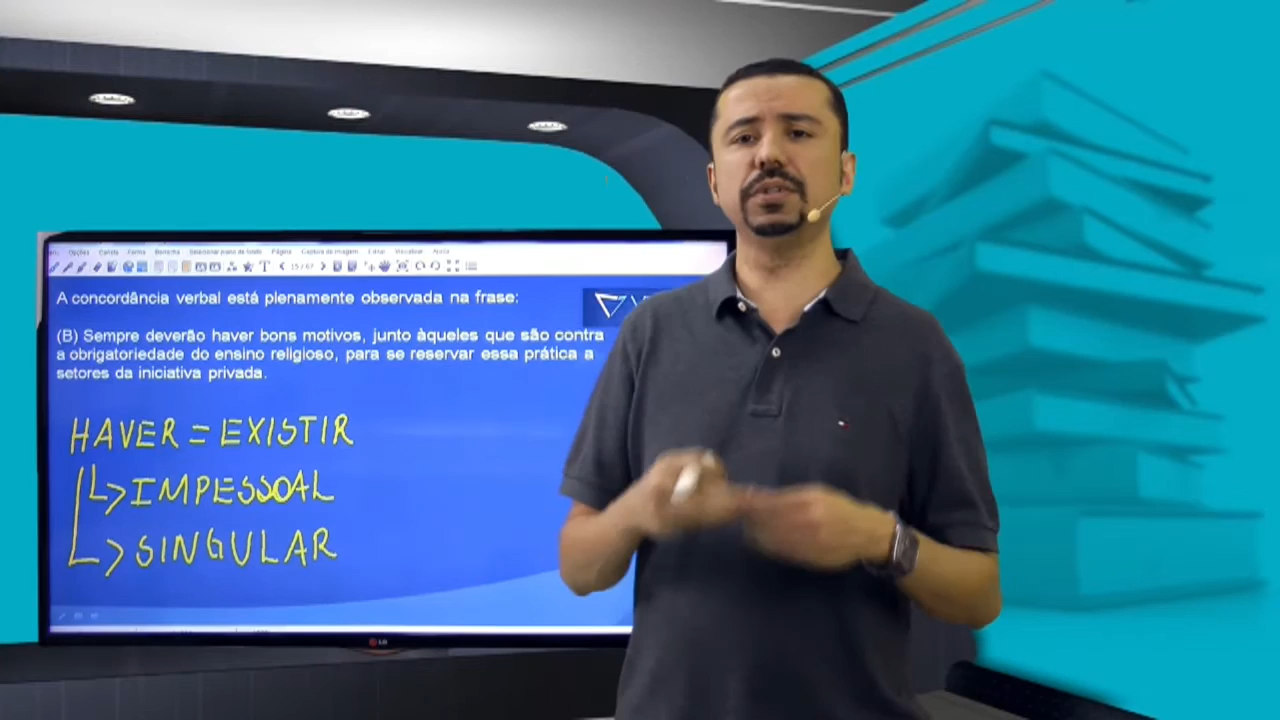 A concordância verbal está plenamente observada na frase:
(B) Sempre deverão haver bons motivos, junto àqueles que são contra
a obrigatoriedade do ensino religioso, para se reservar essa prática a
setores da iniciativa privada.
HAVER = EXISTIR
IMPESSOAL
SINGULAR
LG